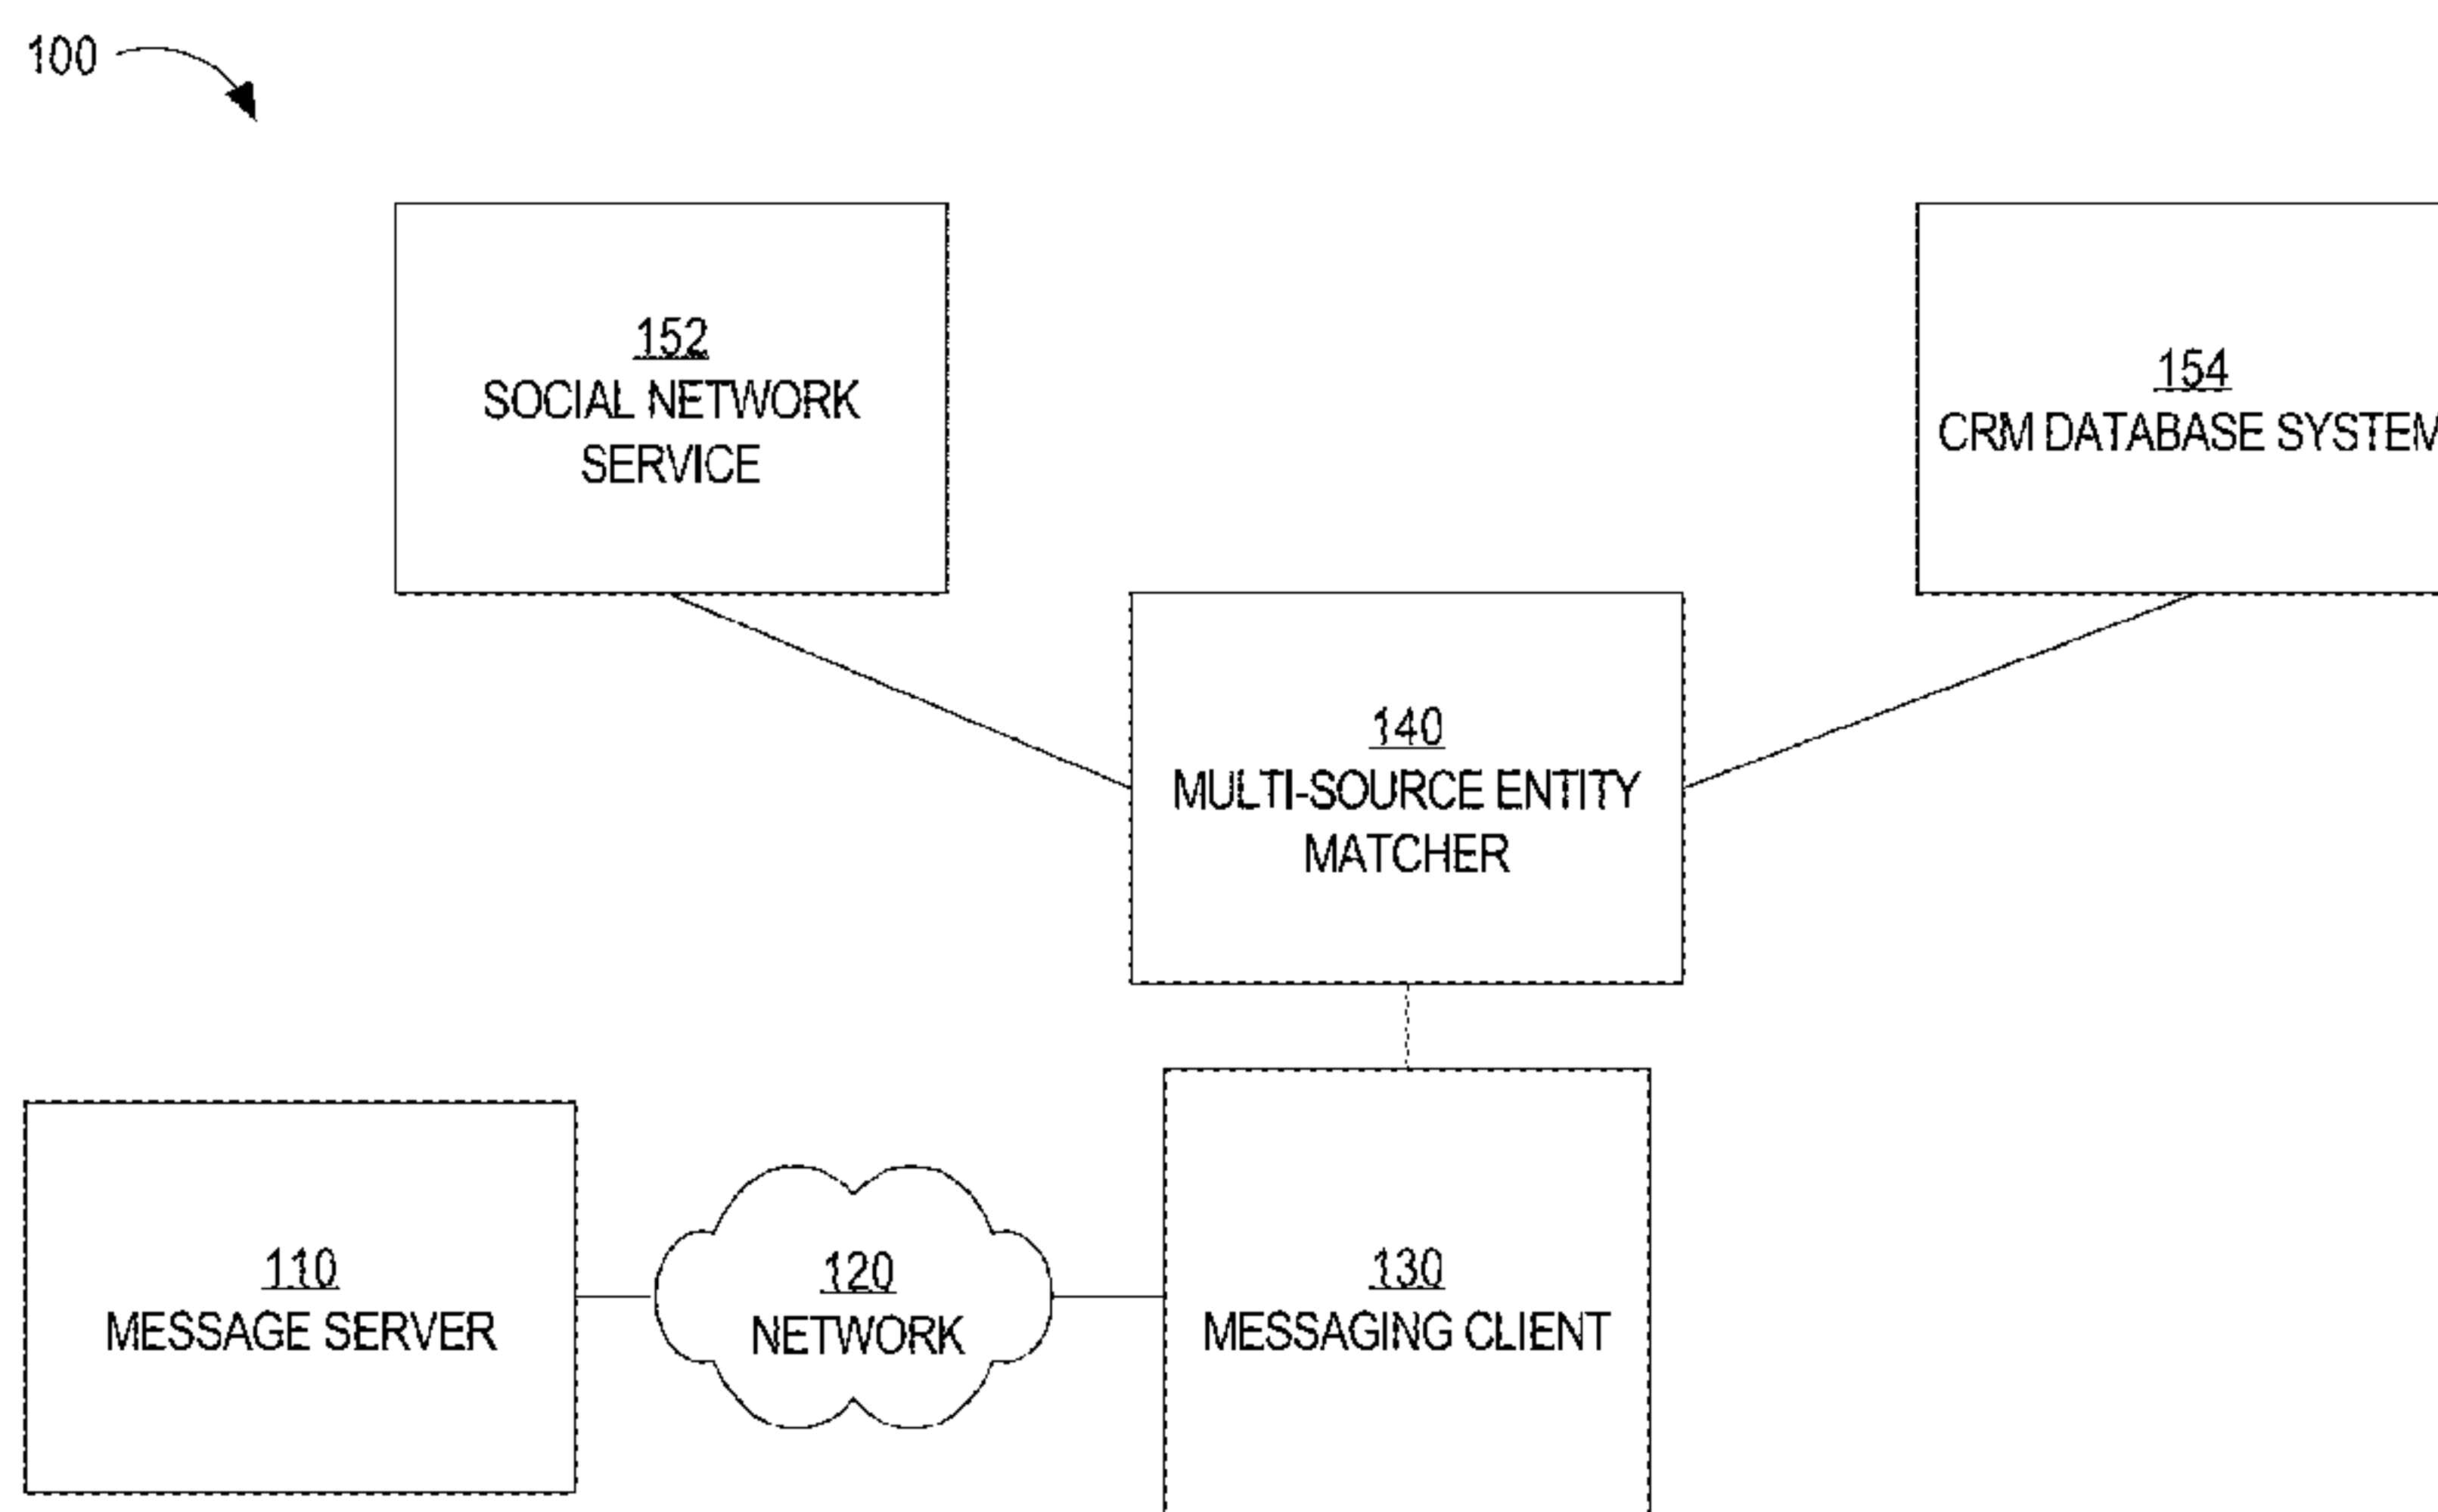 100
152
SOCIAL NETWORK
SERVICE
154
CRM DATABASE SYSTEM
140
MULTI-SOURCE ENTITY
MATCHER
110
MESSAGE SERVER
120
NETWORK
130
MESSAGING CLIENT